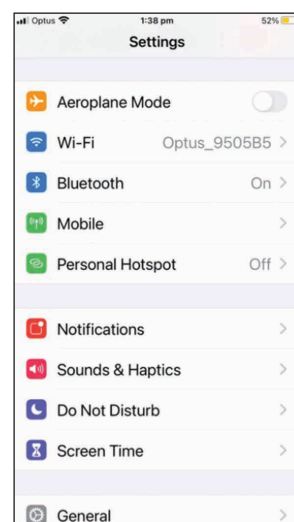 Optus 1:38 pm 52%
Settings
Aeroplane Mode
Wi-Fi Optus_9505B5
Bluetooth On
Mobile
Personal Hotspot Off
Notifications
Sounds & Haptics
Do Not Disturb
Screen Time
General